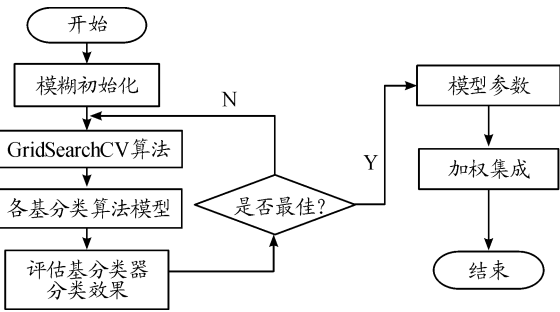 开始
模糊初始化
GridSearchCV算法
各基分类算法模型
评估基分类器
分类效果
N
是否最佳?
Y
模型参数
加权集成
结束